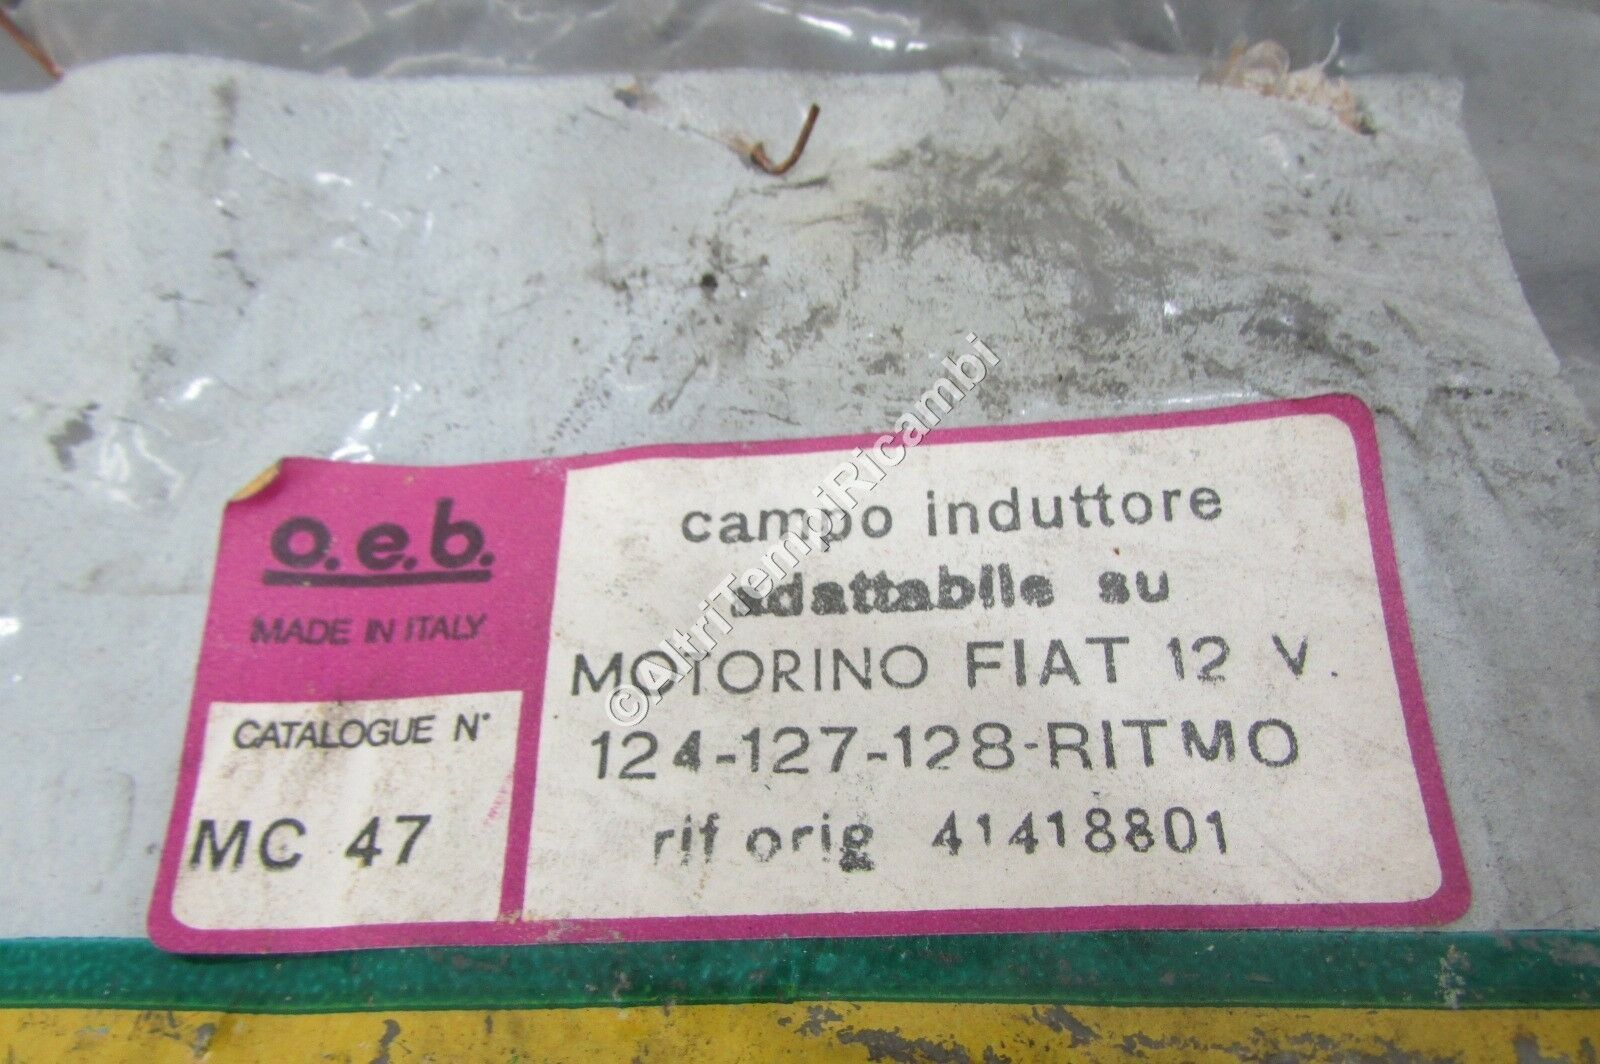 o.e.b.
MADE IN ITALY
CATALOGUE N°
MC 47
campo induttore
adattabile su
MOTORINO FIAT 12 V.
124-127-128-RITMO
rif orig 41418801
©AltriTempiRicambi